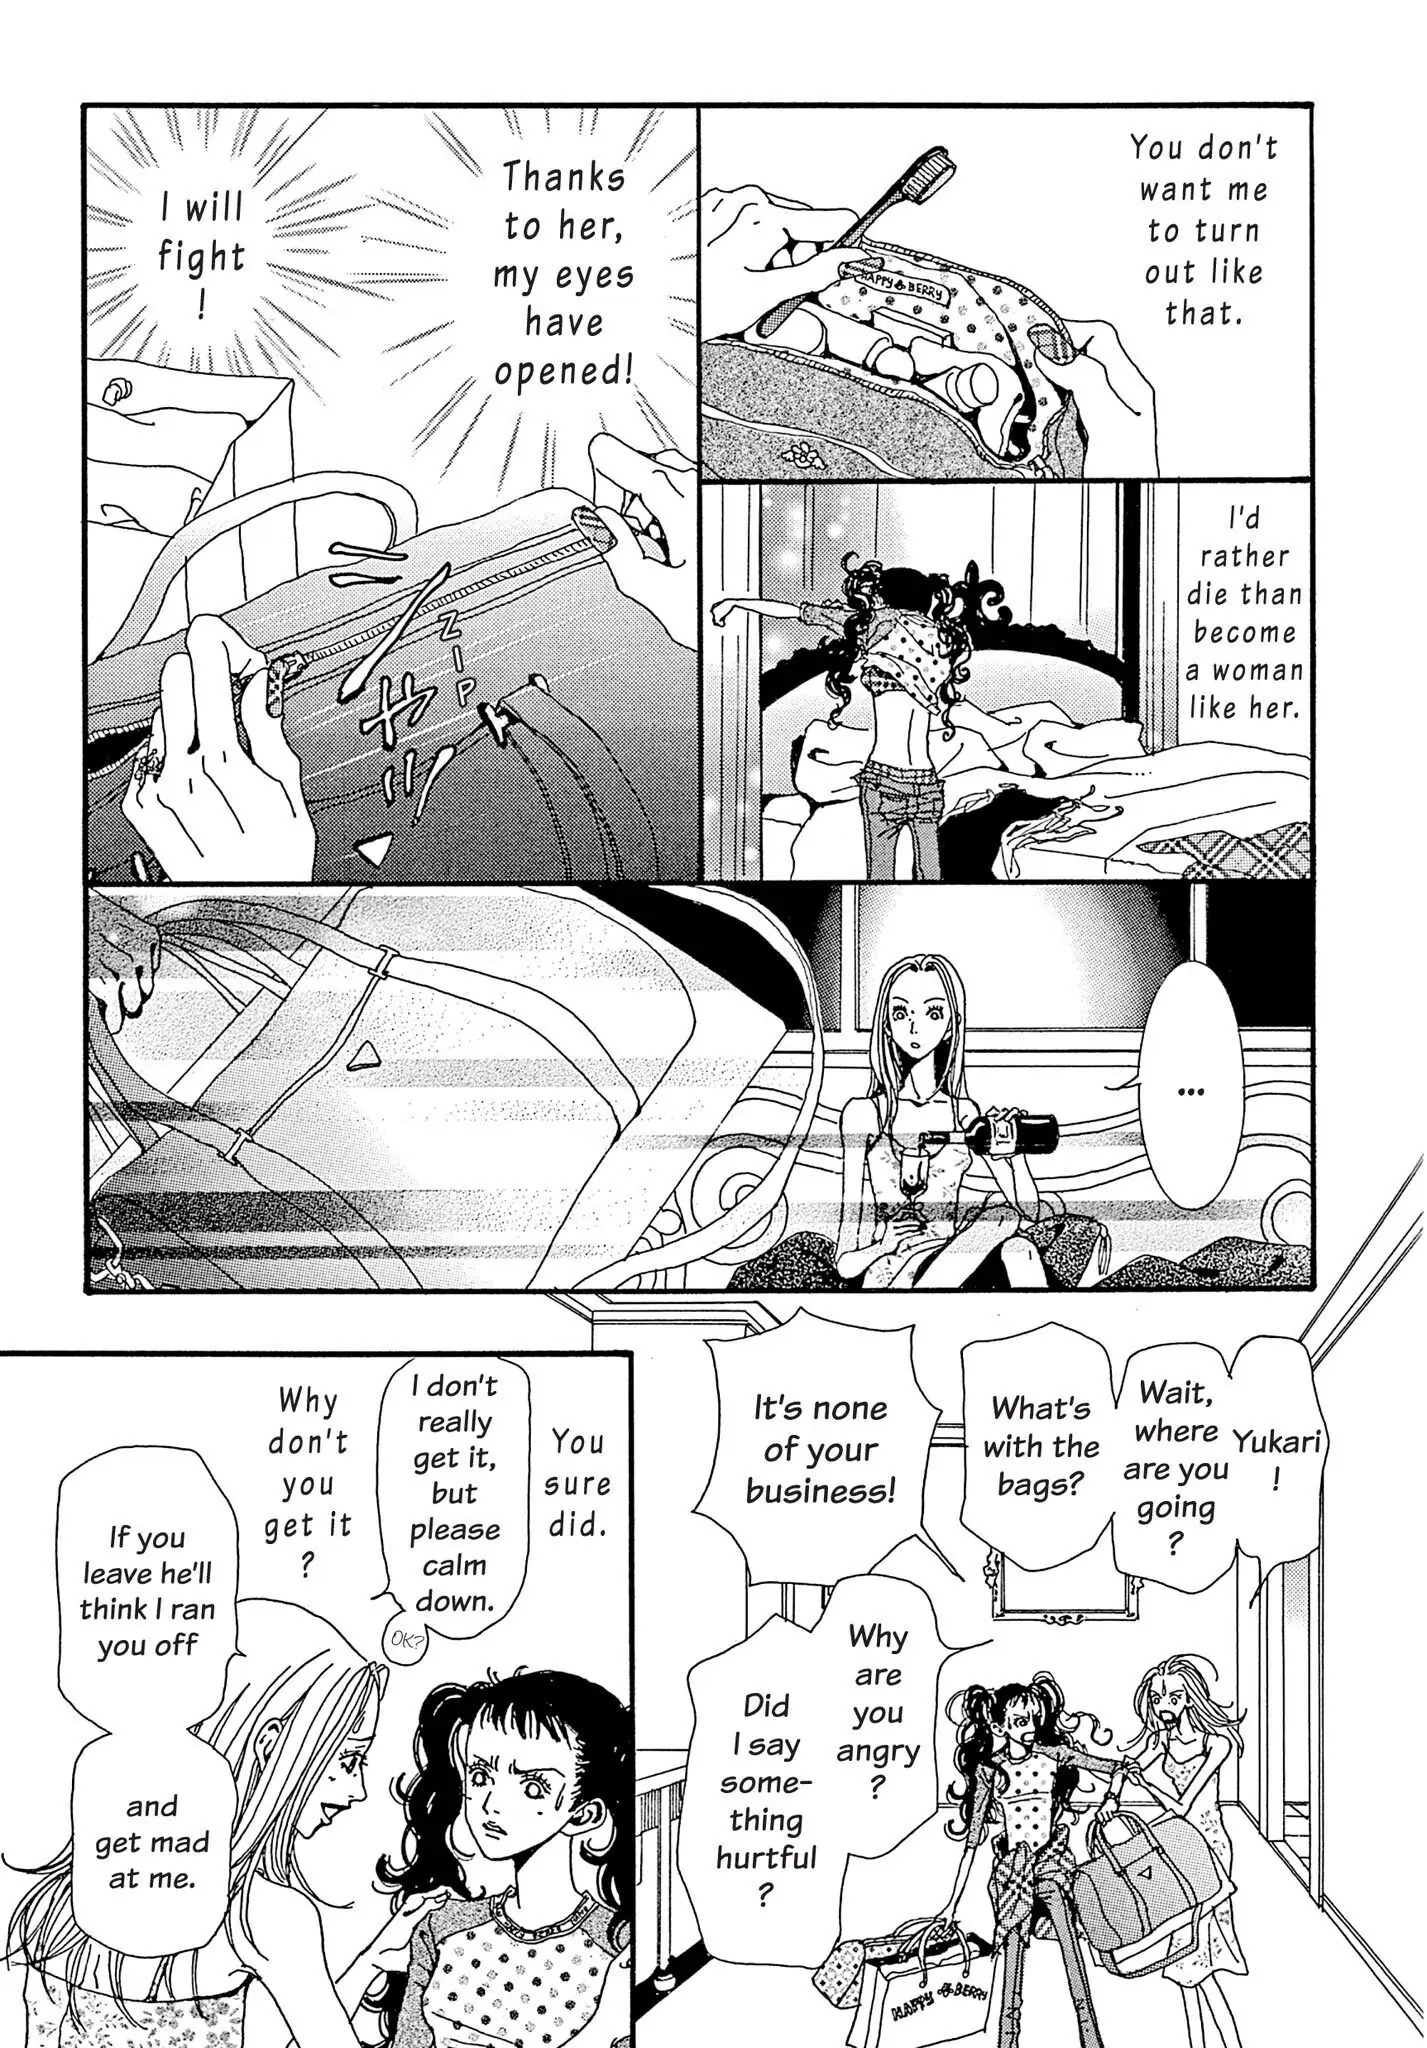 You don't
want me
to turn
out like
that.
HAPPY BERRY
I'd
rather
die than
become
a woman
like her.
Thanks
to her,
my eyes
have
opened!
I will
fight
!
ZIP
...
Yukari
!
Wait,
where
are you
going
?
What's
with the
bags?
It's none
of your
business!
Why
are
you
angry
?
Did
I say
some-
thing
hurtful
?
HAPPY BERRY
You
sure
did.
I don't
really
get it,
but
please
calm
down.
OK?
Why
don't
you
get it
?
If you
leave he'll
think I ran
you off
and
get mad
at me.